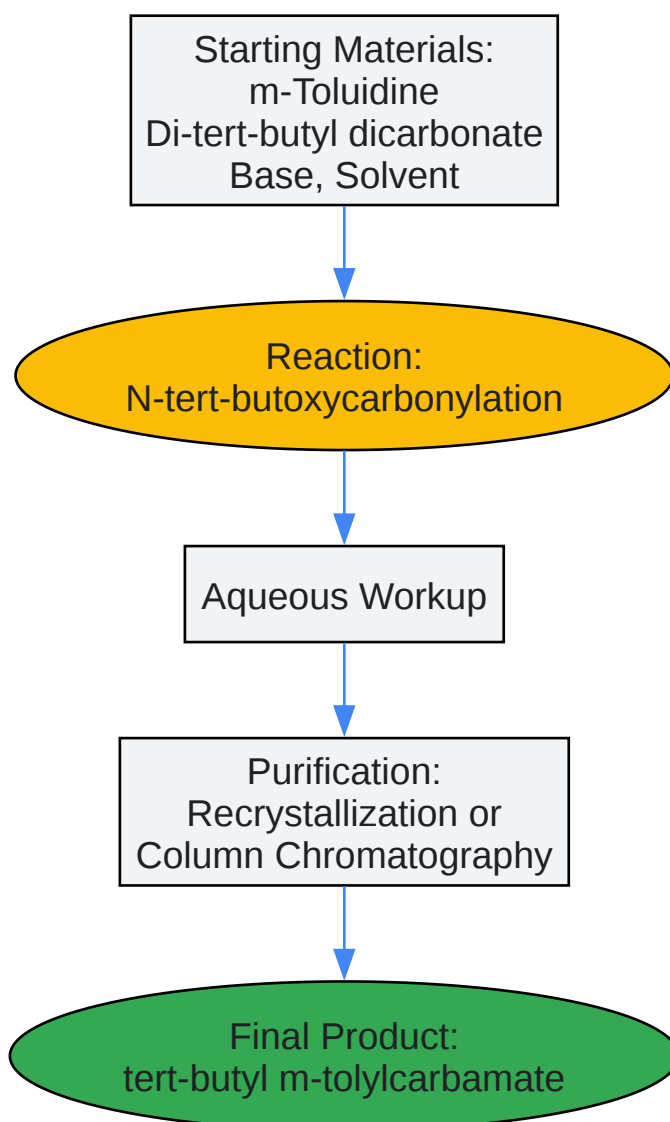 Starting Materials:
m-Toluidine
Di-tert-butyl dicarbonate
Base, Solvent
Reaction:
N-tert-butoxycarbonylation
Aqueous Workup
Purification:
Recrystallization or
Column Chromatography
Final Product:
tert-butyl m-tolylcarbamate